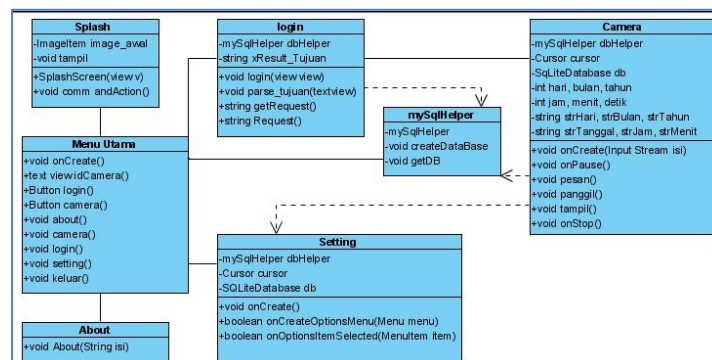 Splash
-ImageItem image_awal
-void tampil
+SplashScreen(view v)
+void comm andAction()
login
-mySqlHelper dbHelper
-string xResult_Tujuan
+void login(view view)
+void parse_tujuan(textview)
+string getRequest()
+string Request()
Camera
-mySqlHelper dbHelper
-Cursor cursor
-SqLiteDatabase db
-int hari, bulan, tahun
-int jam, menit, detik
-string strHari, strBulan, strTahun
-string strTanggal, strJam, strMenit
+void onCreate(Input Stream isi)
+void onPause()
+void pesan()
+void panggil()
+void tampil()
+void onStop()
mySqlHelper
-mySqlHelper
-void createDataBase
-void getDB
Menu Utama
+void onCreate()
+text viewidCamera()
+Button login()
+Button camera()
+void about()
+void camera()
+void login()
+void setting()
+void keluar()
Setting
-mySqlHelper dbHelper
-Cursor cursor
-SQLiteDatabase db
+void onCreate()
+boolean onCreateOptionsMenu(Menu menu)
+boolean onOptionsItemSelected(MenuItem item)
About
+void About(String isi)